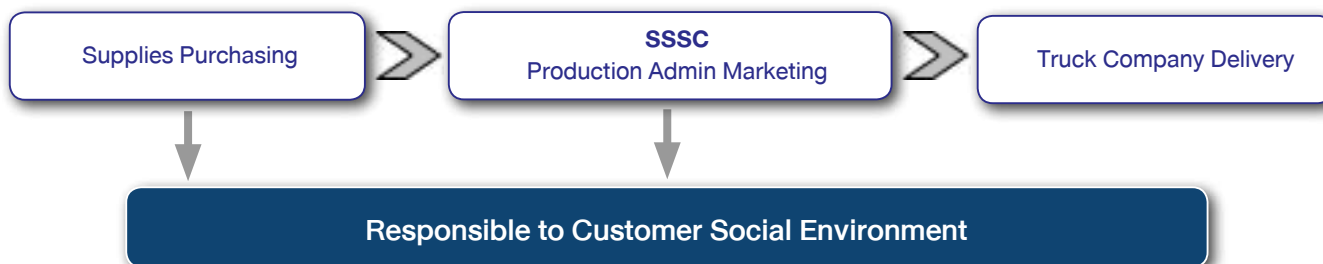 Supplies Purchasing
SSSC
Production Admin Marketing
Truck Company Delivery
Responsible to Customer Social Environment